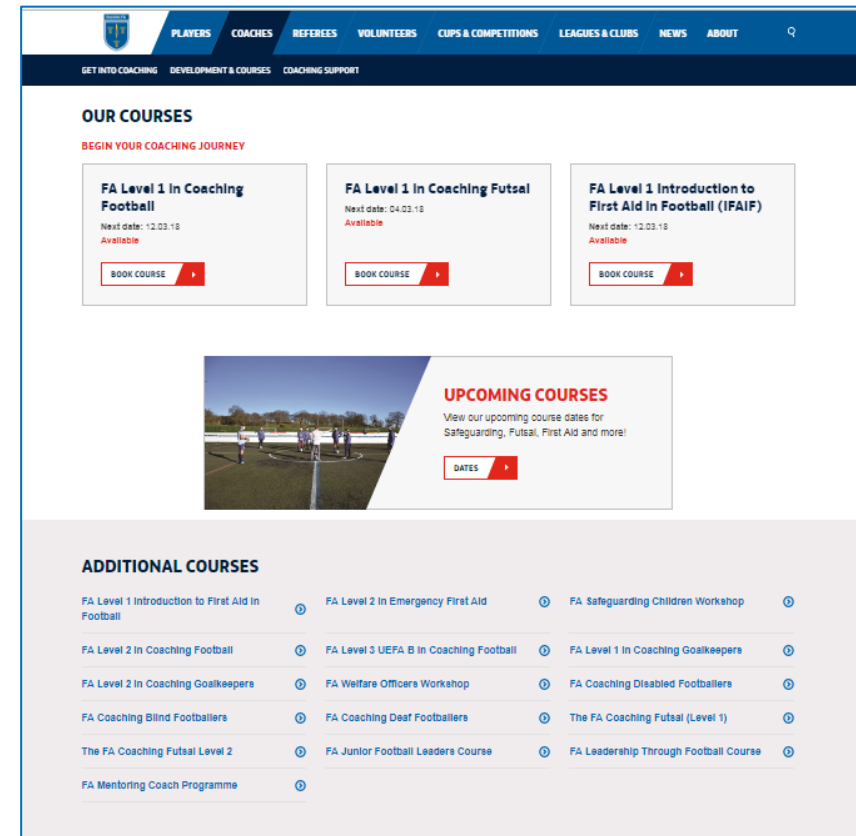 PLAYERS COACHES REFEREES VOLUNTEERS CUPS & COMPETITIONS LEAGUES & CLUBS NEWS ABOUT
GET INTO COACHING DEVELOPMENT & COURSES COACHING SUPPORT
OUR COURSES
BEGIN YOUR COACHING JOURNEY
FA Level 1 in Coaching
Football
Next date: 12.03.18
Available
BOOK COURSE
FA Level 1 in Coaching Futsal
Next date: 04.03.18
Available
BOOK COURSE
FA Level 1 Introduction to
First Aid in Football (IFAIF)
Next date: 12.03.18
Available
BOOK COURSE
UPCOMING COURSES
View our upcoming course dates for
Safeguarding, Futsal, First Aid and more!
DATES
ADDITIONAL COURSES
FA Level 1 Introduction to First Aid in
Football
FA Level 2 in Emergency First Aid
FA Safeguarding Children Workshop
FA Level 2 in Coaching Football
FA Level 3 UEFA B in Coaching Football
FA Level 1 in Coaching Goalkeepers
FA Level 2 in Coaching Goalkeepers
FA Welfare Officers Workshop
FA Coaching Disabled Footballers
FA Coaching Blind Footballers
FA Coaching Deaf Footballers
The FA Coaching Futsal (Level 1)
The FA Coaching Futsal Level 2
FA Junior Football Leaders Course
FA Leadership Through Football Course
FA Mentoring Coach Programme